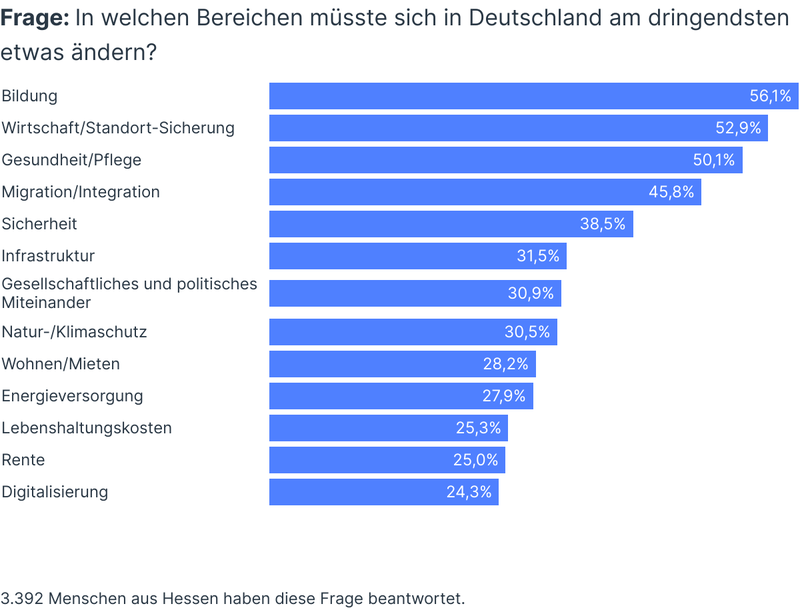 Frage: In welchen Bereichen müsste sich in Deutschland am dringendsten
etwas ändern?
Bildung 56,1%
Wirtschaft/Standort-Sicherung 52,9%
Gesundheit/Pflege 50,1%
Migration/Integration 45,8%
Sicherheit 38,5%
Infrastruktur 31,5%
Gesellschaftliches und politisches
Miteinander 30,9%
Natur-/Klimaschutz 30,5%
Wohnen/Mieten 28,2%
Energieversorgung 27,9%
Lebenshaltungskosten 25,3%
Rente 25,0%
Digitalisierung 24,3%
3.392 Menschen aus Hessen haben diese Frage beantwortet.